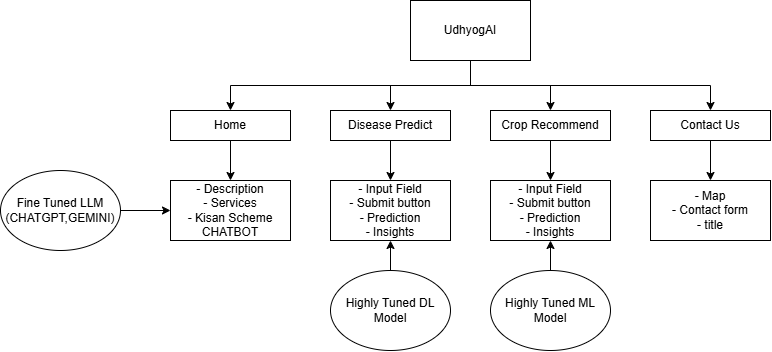 UdhyogAI
Home
Disease Predict
Crop Recommend
Contact Us
Fine Tuned LLM
(CHATGPT,GEMINI)
- Description
- Services
- Kisan Scheme
CHATBOT
- Input Field
- Submit button
- Prediction
- Insights
- Input Field
- Submit button
- Prediction
- Insights
- Map
- Contact form
- title
Highly Tuned DL
Model
Highly Tuned ML
Model